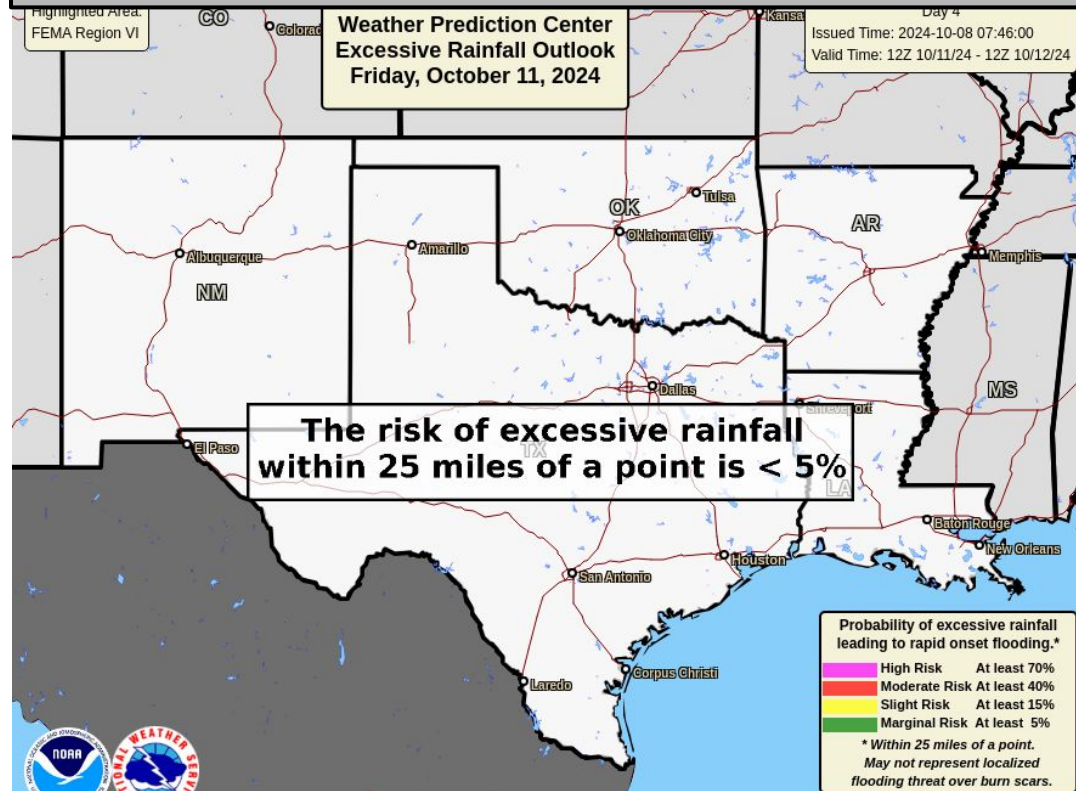 Highlighted Area:
FEMA Region VI
Weather Prediction Center
Excessive Rainfall Outlook
Friday, October 11, 2024
Day 4
Issued Time: 2024-10-08 07:46:00
Valid Time: 12Z 10/11/24 - 12Z 10/12/24
CO
Colorad
Kansa
Tulsa
OK
Oklahoma City
AR
Amarillo
Albuquerque
Memphis
NM
Dallas
MS
Shreveport
The risk of excessive rainfall
within 25 miles of a point is < 5%
El Paso
TX
LA
Baton Rouge
New Orleans
Houston
San Antonio
Corpus Christi
Laredo
Probability of excessive rainfall
leading to rapid onset flooding.*
High Risk At least 70%
Moderate Risk At least 40%
Slight Risk At least 15%
Marginal Risk At least 5%
* Within 25 miles of a point.
May not represent localized
flooding threat over burn scars.
NOAA